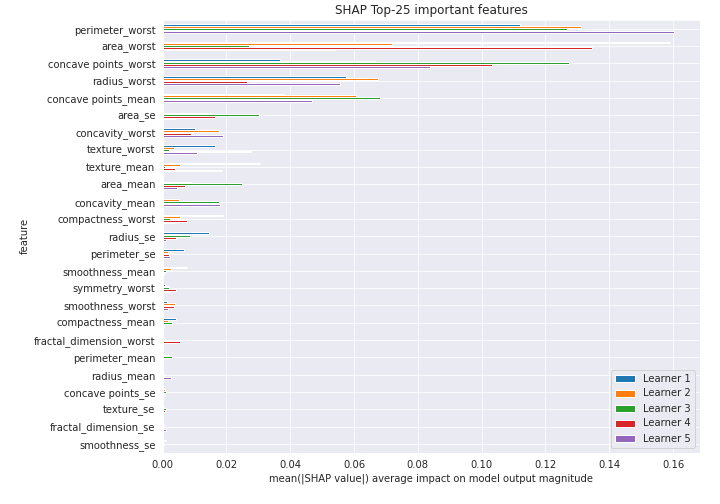 SHAP Top-25 important features
perimeter_worst
area_worst
concave points_worst
radius_worst
concave points_mean
area_se
concavity_worst
texture_worst
texture_mean
area_mean
concavity_mean
compactness_worst
radius_se
perimeter_se
smoothness_mean
symmetry_worst
smoothness_worst
compactness_mean
fractal_dimension_worst
perimeter_mean
radius_mean
concave points_se
texture_se
fractal_dimension_se
smoothness_se
feature
Learner 1
Learner 2
Learner 3
Learner 4
Learner 5
0.00 0.02 0.04 0.06 0.08 0.10 0.12 0.14 0.16
mean(|SHAP value|) average impact on model output magnitude